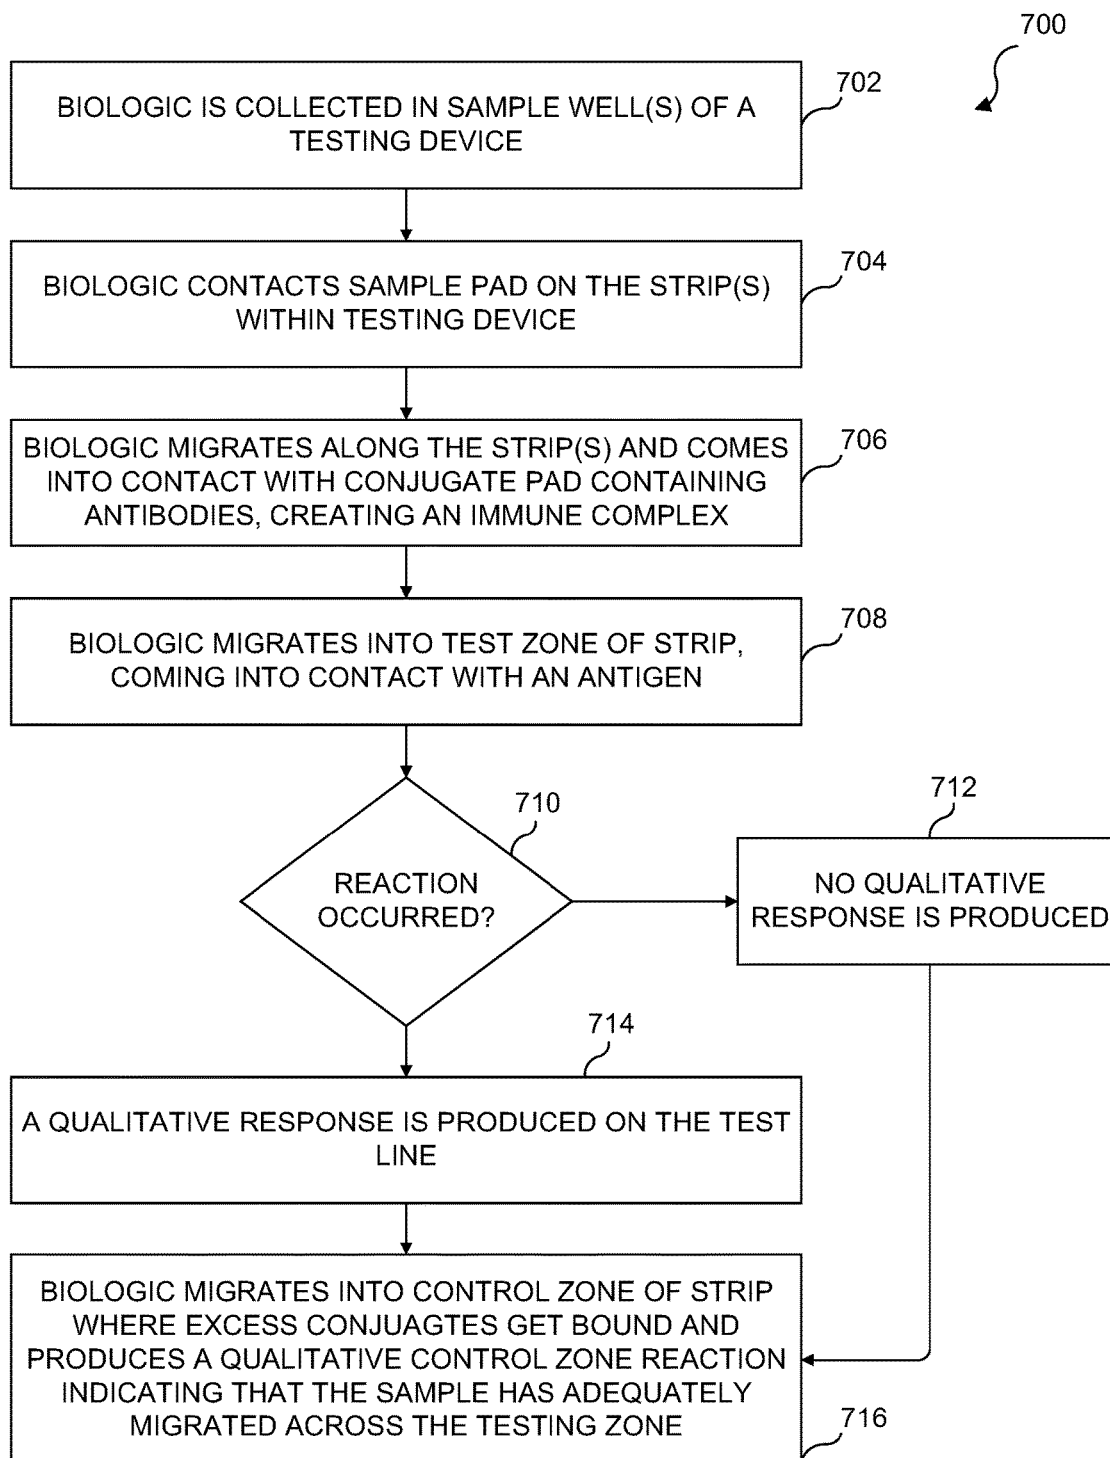 700
702
BIOLOGIC IS COLLECTED IN SAMPLE WELL(S) OF A
TESTING DEVICE
704
BIOLOGIC CONTACTS SAMPLE PAD ON THE STRIP(S)
WITHIN TESTING DEVICE
706
BIOLOGIC MIGRATES ALONG THE STRIP(S) AND COMES
INTO CONTACT WITH CONJUGATE PAD CONTAINING
ANTIBODIES, CREATING AN IMMUNE COMPLEX
708
BIOLOGIC MIGRATES INTO TEST ZONE OF STRIP,
COMING INTO CONTACT WITH AN ANTIGEN
710
REACTION
OCCURRED?
712
NO QUALITATIVE
RESPONSE IS PRODUCED
714
A QUALITATIVE RESPONSE IS PRODUCED ON THE TEST
LINE
BIOLOGIC MIGRATES INTO CONTROL ZONE OF STRIP
WHERE EXCESS CONJUAGTES GET BOUND AND
PRODUCES A QUALITATIVE CONTROL ZONE REACTION
INDICATING THAT THE SAMPLE HAS ADEQUATELY
MIGRATED ACROSS THE TESTING ZONE
716